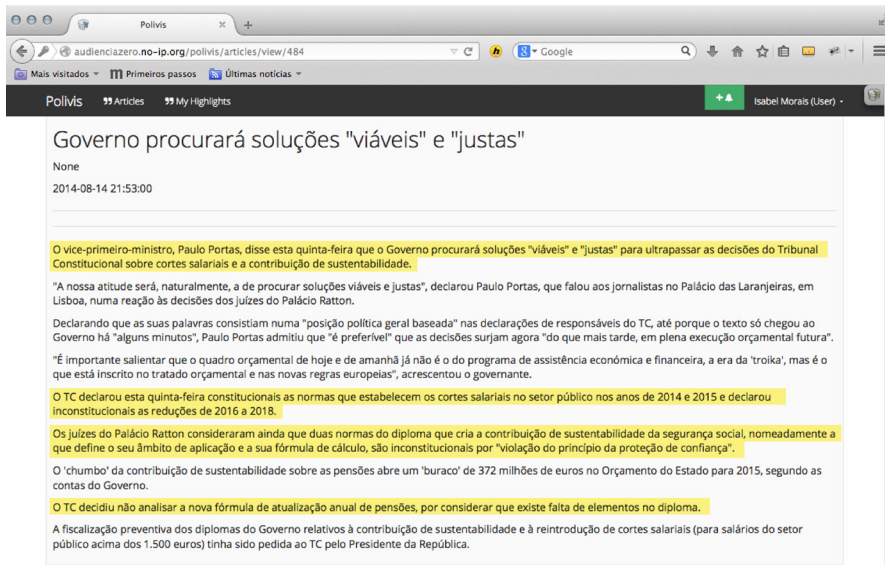 Polivis
audienciazero.no-ip.org/polivis/articles/view/484
Google
Mais visitados
Primeiros passos
Últimas notícias
Polivis
Articles
My Highlights
Isabel Morais (User)
Governo procurará soluções "viáveis" e "justas"
None
2014-08-14 21:53:00
O vice-primeiro-ministro, Paulo Portas, disse esta quinta-feira que o Governo procurará soluções "viáveis" e "justas" para ultrapassar as decisões do Tribunal
Constitucional sobre cortes salariais e a contribuição de sustentabilidade.
"A nossa atitude será, naturalmente, a de procurar soluções viáveis e justas", declarou Paulo Portas, que falou aos jornalistas no Palácio das Laranjeiras, em
Lisboa, numa reação às decisões dos juízes do Palácio Ratton.
Declarando que as suas palavras consistiam numa "posição política geral baseada" nas declarações de responsáveis do TC, até porque o texto só chegou ao
Governo há "alguns minutos", Paulo Portas admitiu que "é preferível" que as decisões surjam agora "do que mais tarde, em plena execução orçamental futura".
"É importante salientar que o quadro orçamental de hoje e de amanhã já não é o do programa de assistência económica e financeira, a era da 'troika', mas é o
que está inscrito no tratado orçamental e nas novas regras europeias", acrescentou o governante.
O TC declarou esta quinta-feira constitucionais as normas que estabelecem os cortes salariais no setor público nos anos de 2014 e 2015 e declarou
inconstitucionais as reduções de 2016 a 2018.
Os juízes do Palácio Ratton consideraram ainda que duas normas do diploma que cria a contribuição de sustentabilidade da segurança social, nomeadamente a
que define o seu âmbito de aplicação e a sua fórmula de cálculo, são inconstitucionais por "violação do princípio da proteção de confiança".
O 'chumbo' da contribuição de sustentabilidade sobre as pensões abre um 'buraco' de 372 milhões de euros no Orçamento do Estado para 2015, segundo as
contas do Governo.
O TC decidiu não analisar a nova fórmula de atualização anual de pensões, por considerar que existe falta de elementos no diploma.
A fiscalização preventiva dos diplomas do Governo relativos à contribuição de sustentabilidade e à reintrodução de cortes salariais (para salários do setor
público acima dos 1.500 euros) tinha sido pedida ao TC pelo Presidente da República.